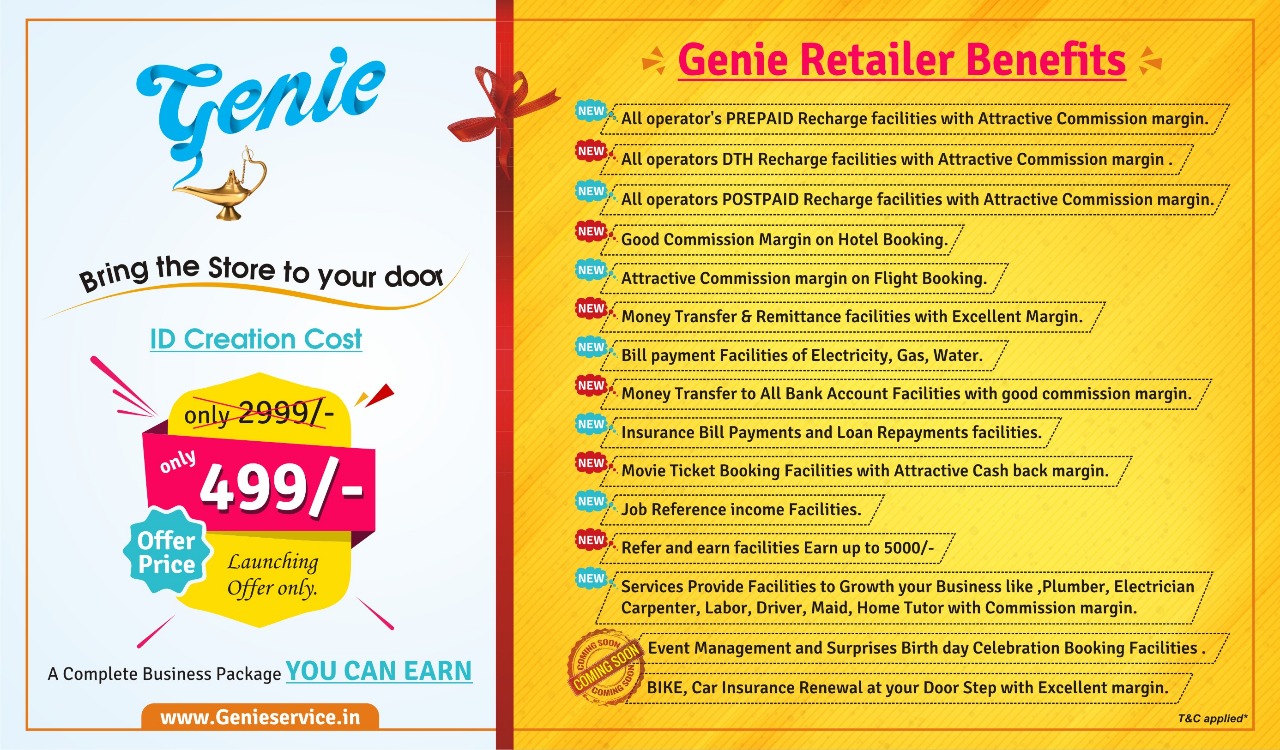 Genie
Bring the Store to your door
ID Creation Cost
only 2999/-
only
499/-
Offer
Price
Launching
Offer only.
A Complete Business Package YOU CAN EARN
www.Genieservice.in
Genie Retailer Benefits
NEW All operator's PREPAID Recharge facilities with Attractive Commission margin.
NEW All operators DTH Recharge facilities with Attractive Commission margin .
NEW All operators POSTPAID Recharge facilities with Attractive Commission margin.
NEW Good Commission Margin on Hotel Booking.
NEW Attractive Commission margin on Flight Booking.
NEW Money Transfer & Remittance facilities with Excellent Margin.
NEW Bill payment Facilities of Electricity, Gas, Water.
NEW Money Transfer to All Bank Account Facilities with good commission margin.
NEW Insurance Bill Payments and Loan Repayments facilities.
NEW Movie Ticket Booking Facilities with Attractive Cash back margin.
NEW Job Reference income Facilities.
NEW Refer and earn facilities Earn up to 5000/-
NEW Services Provide Facilities to Growth your Business like ,Plumber, Electrician
Carpenter, Labor, Driver, Maid, Home Tutor with Commission margin.
COMING SOON
COMING SOON
COMING SOON
Event Management and Surprises Birth day Celebration Booking Facilities .
BIKE, Car Insurance Renewal at your Door Step with Excellent margin.
T&C applied*